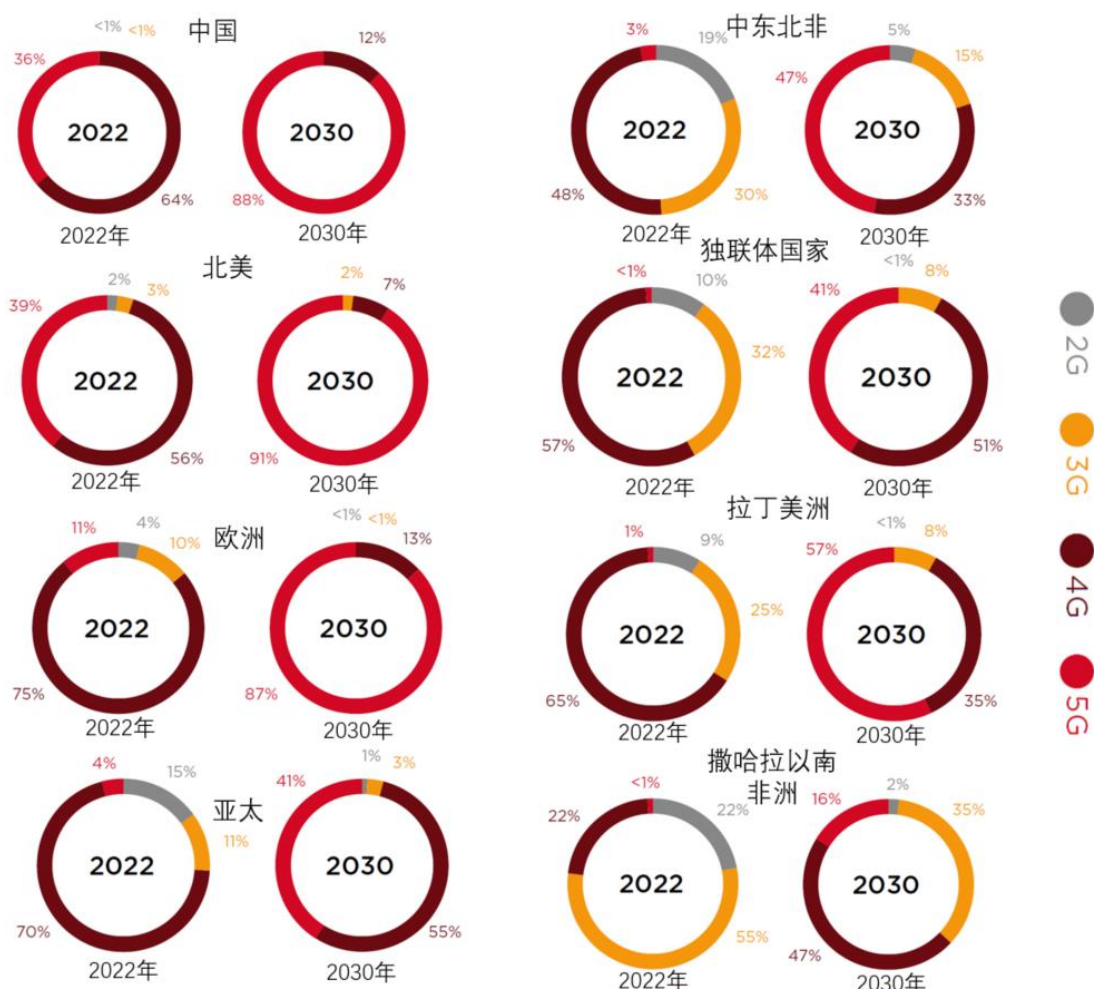 中国
<1%
<1%
36%
2022
64%
2022年
12%
2030
88%
2030年
北美
2%
3%
39%
2022
56%
2022年
2%
7%
2030
91%
2030年
欧洲
4%
10%
11%
2022
75%
2022年
<1%
<1%
13%
2030
87%
2030年
亚太
4%
15%
11%
2022
70%
2022年
1%
3%
41%
2030
55%
2030年
中东北非
3%
19%
2022
48%
30%
2022年
5%
15%
47%
2030
33%
2030年
独联体国家
<1%
10%
32%
2022
57%
2022年
<1%
8%
41%
2030
51%
2030年
拉丁美洲
1%
9%
25%
2022
65%
2022年
<1%
8%
57%
2030
35%
2030年
撒哈拉以南
非洲
<1%
22%
22%
2022
55%
2022年
2%
35%
16%
2030
47%
2030年
2G
3G
4G
5G